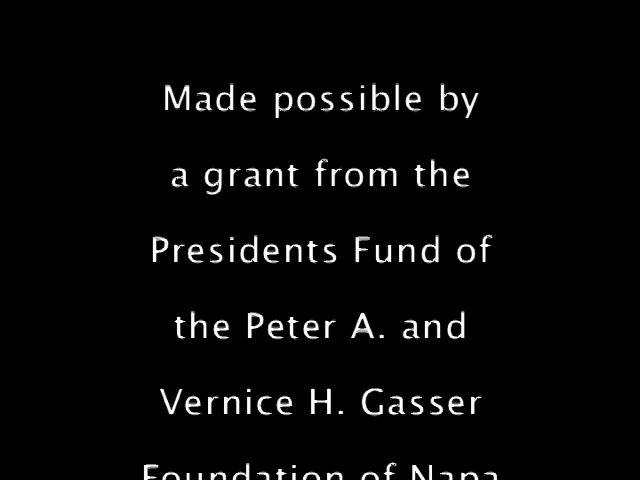 Made possible by
a grant from the
Presidents Fund of
the Peter A. and
Vernice H. Gasser
Foundation of Napa